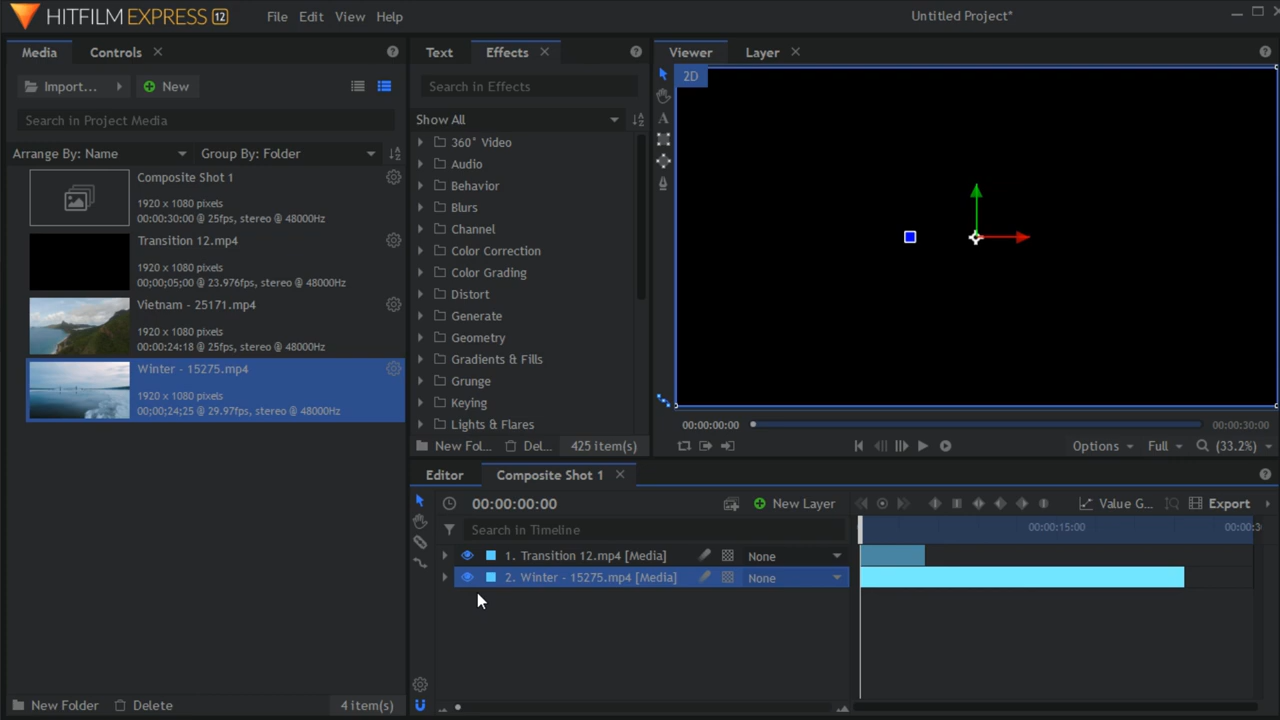 HITFILM EXPRESS 12 File Edit View Help Untitled Project*
Media Controls Text Effects Viewer Layer
Import... New Search in Effects 2D
Search in Project Media Show All
Arrange By: Name Group By: Folder
Composite Shot 1
1920 x 1080 pixels
00:00:30:00 @ 25fps, stereo @ 48000Hz
Transition 12.mp4
1920 x 1080 pixels
00;00;05;00 @ 23.976fps, stereo @ 48000Hz
Vietnam - 25171.mp4
1920 x 1080 pixels
00:00:24:18 @ 25fps, stereo @ 48000Hz
Winter - 15275.mp4
1920 x 1080 pixels
00;00;24;25 @ 29.97fps, stereo @ 48000Hz
360° Video
Audio
Behavior
Blurs
Channel
Color Correction
Color Grading
Distort
Generate
Geometry
Gradients & Fills
Grunge
Keying
Lights & Flares
New Fol... Del... 425 item(s)
00:00:00:00 00:00:30:00
Options Full (33.2%)
Editor Composite Shot 1
00:00:00:00 New Layer Value G... Export
Search in Timeline 00:00:15:00 00:00:3
1. Transition 12.mp4 [Media] None
2. Winter - 15275.mp4 [Media] None
New Folder Delete 4 item(s)